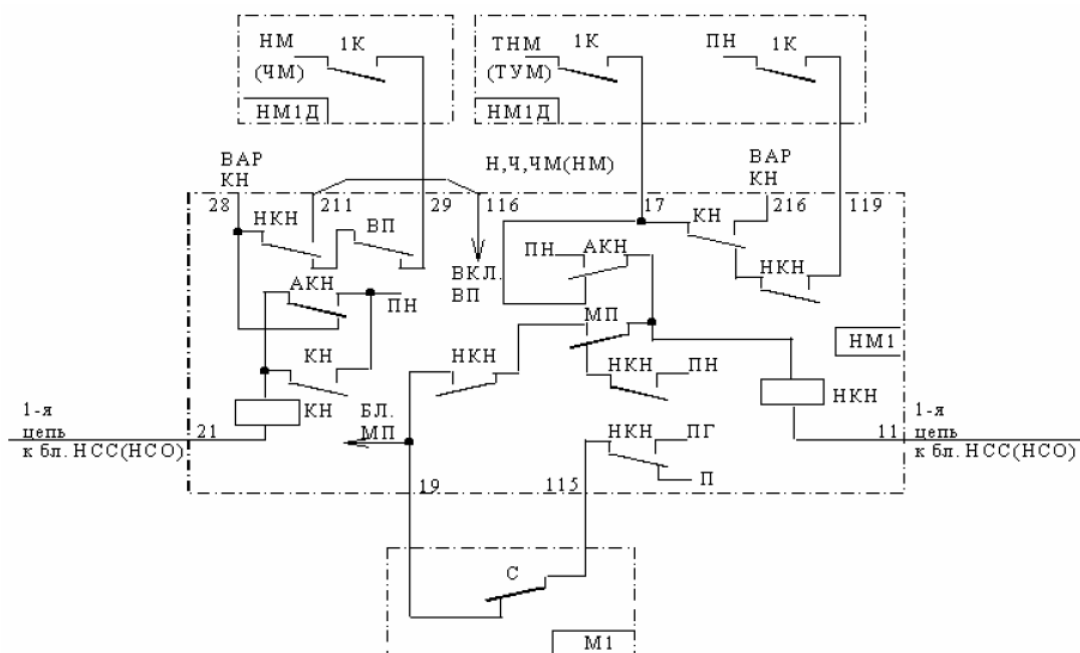 НМ 1К ТНМ 1К ПН 1К
(ЧМ) (ТУМ)
НМ1Д НМ1Д
ВАР
КН
Н,Ч,ЧМ(НМ)
ВАР
КН
28 211 29 116 17 216 119
НКН ВП КН
ПН АКН НКН
ВКЛ.
ВП
АКН ПН
МП НМ1
КН НКН НКН ПН
КН НКН
1-я
цепь
к бл. НСС(НСО)
21
БЛ.
МП
НКН ПГ
П
11
1-я
цепь
к бл. НСС(НСО)
19 115
С
М1